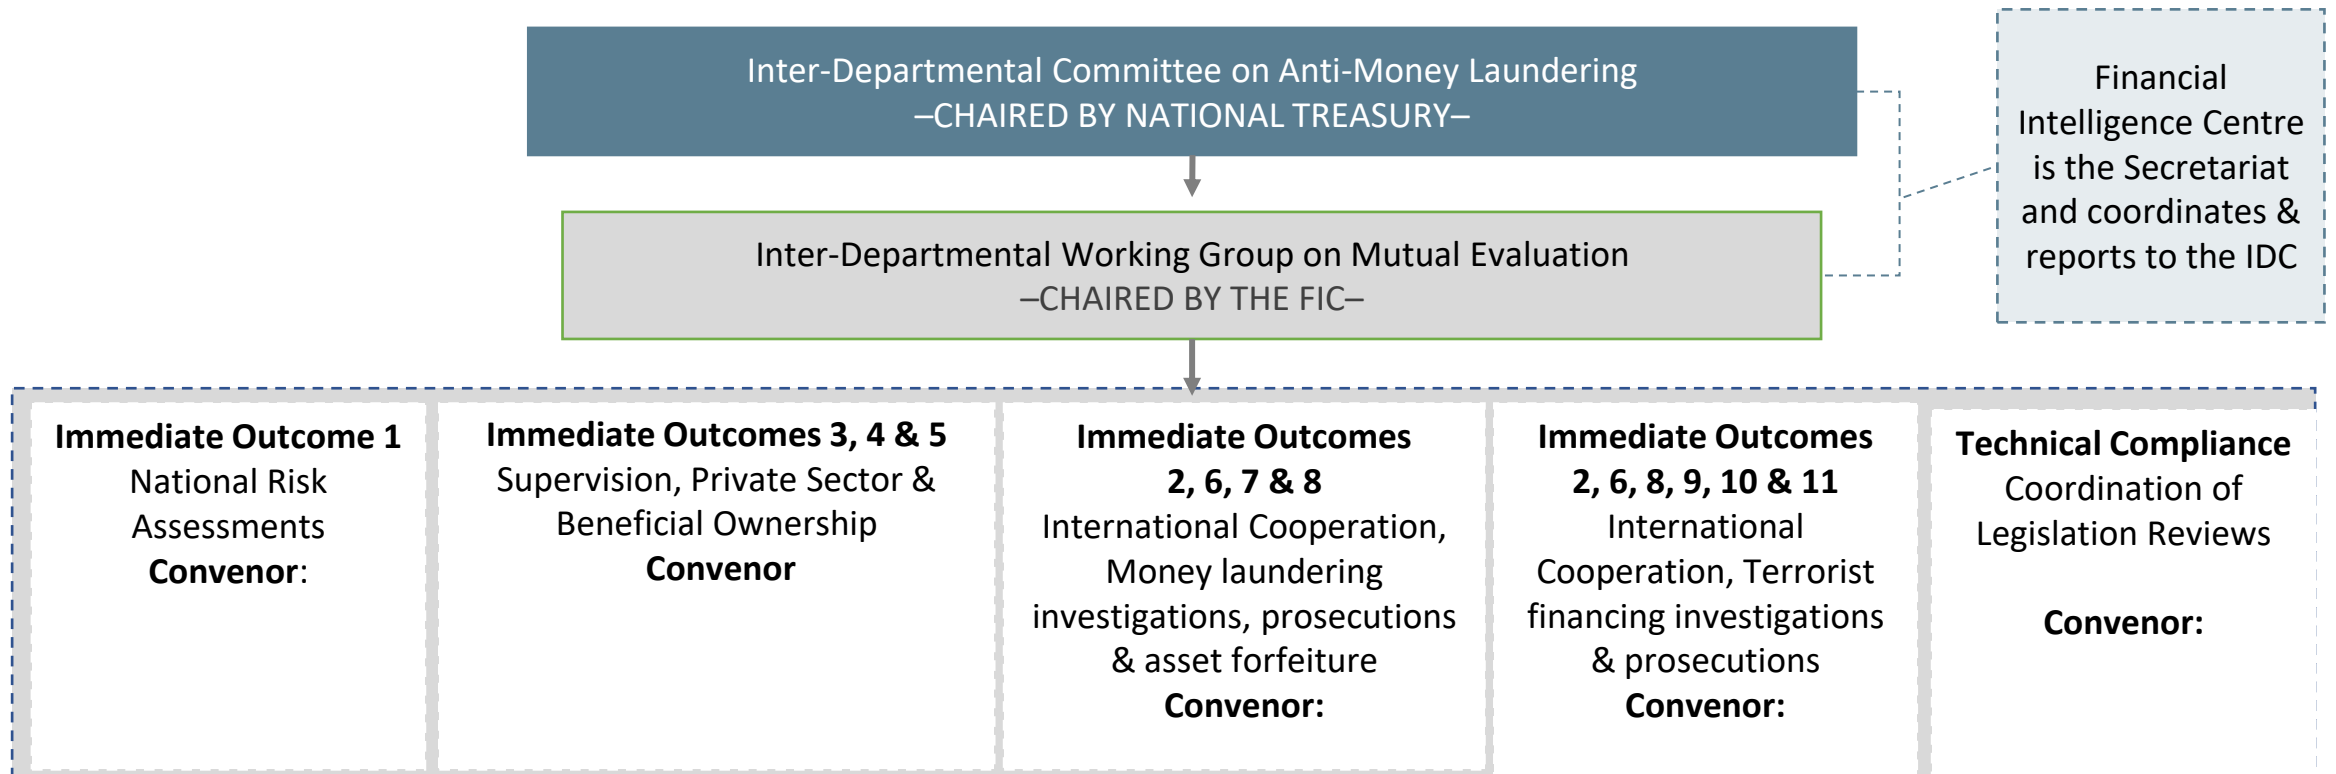 Inter-Departmental Committee on Anti-Money Laundering
–CHAIRED BY NATIONAL TREASURY–
Financial
Intelligence Centre
is the Secretariat
and coordinates &
reports to the IDC
Inter-Departmental Working Group on Mutual Evaluation
–CHAIRED BY THE FIC–
Immediate Outcome 1
National Risk
Assessments
Convenor:
Immediate Outcomes 3, 4 & 5
Supervision, Private Sector &
Beneficial Ownership
Convenor
Immediate Outcomes
2, 6, 7 & 8
International Cooperation,
Money laundering
investigations, prosecutions
& asset forfeiture
Convenor:
Immediate Outcomes
2, 6, 8, 9, 10 & 11
International
Cooperation, Terrorist
financing investigations
& prosecutions
Convenor:
Technical Compliance
Coordination of
Legislation Reviews
Convenor: